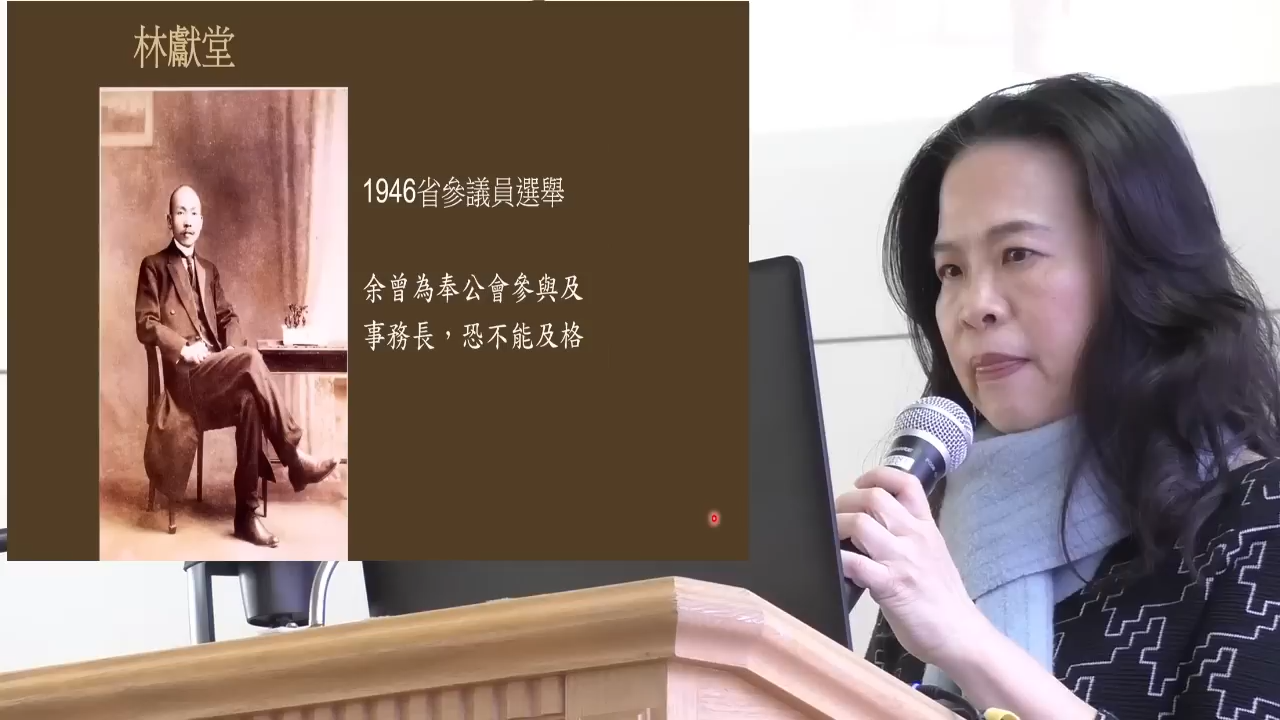 林獻堂
1946省參議員選舉
余曾為奉公會參與及
事務長，恐不能及格